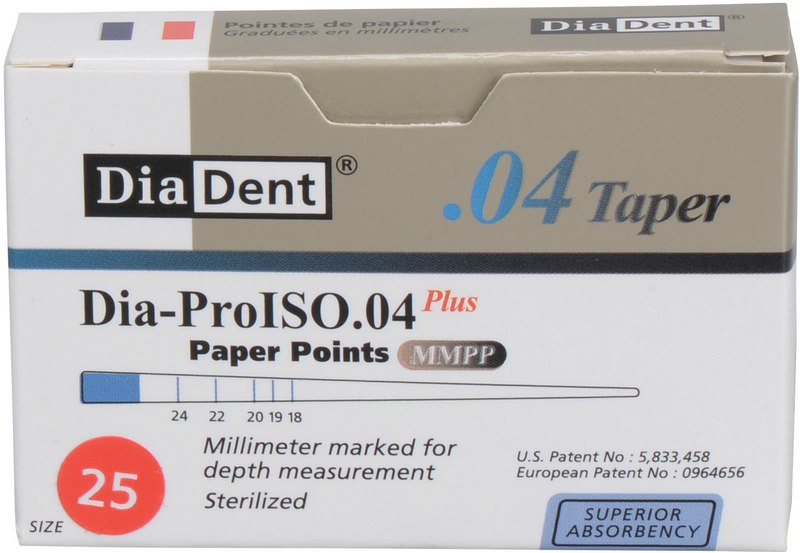 Pointes de papier
Graduées en millimètres
DiaDent®
DiaDent®
.04 Taper
Dia-ProISO.04 Plus
Paper Points MMPP
24 22 20 19 18
Millimeter marked for
depth measurement
Sterilized
U.S. Patent No : 5,833,458
European Patent No : 0964656
SIZE 25
SUPERIOR
ABSORBENCY